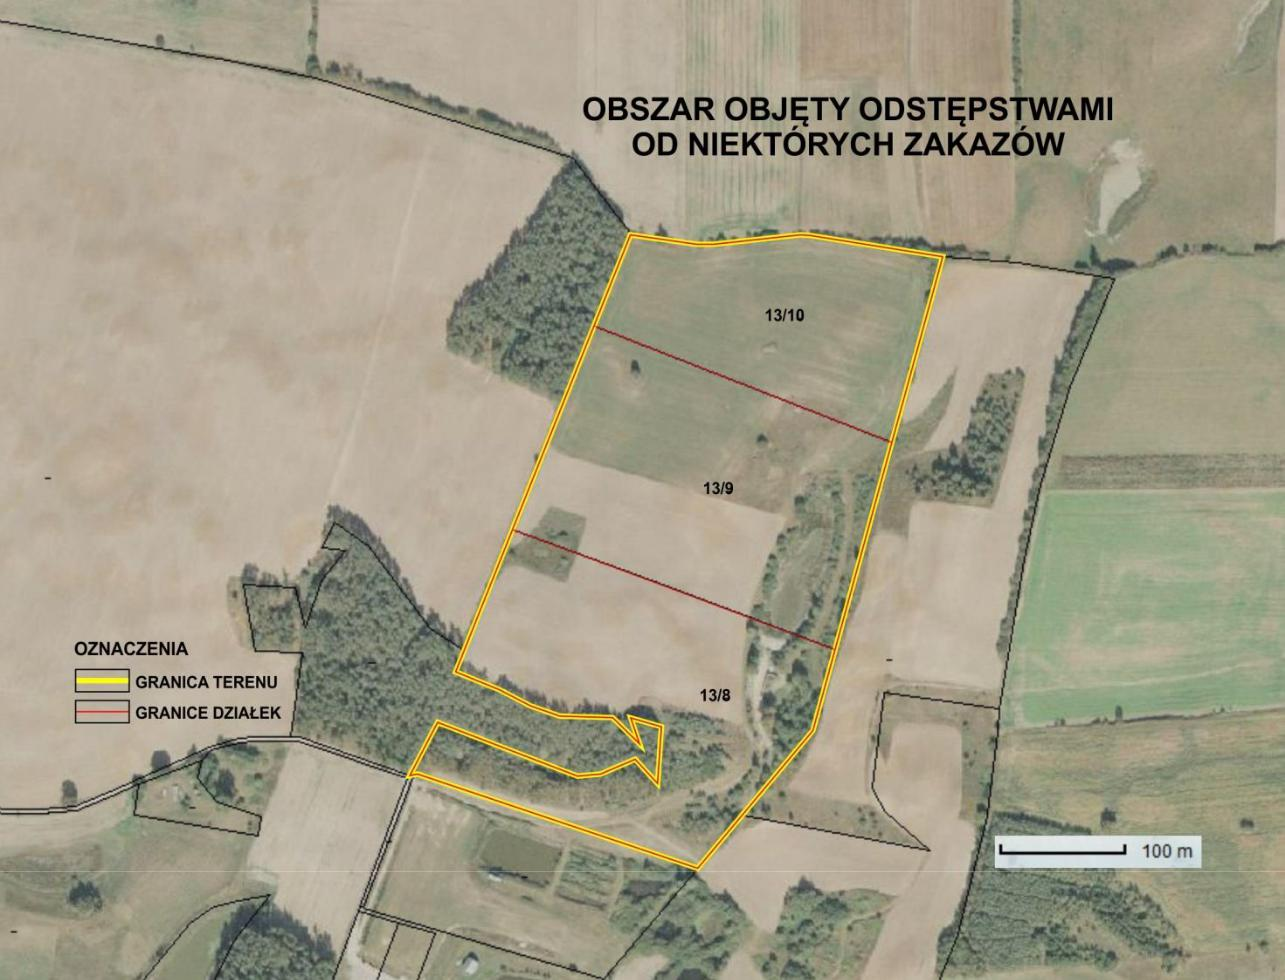 OBSZAR OBJĘTY ODSTĘPSTWAMI
OD NIEKTÓRYCH ZAKAZÓW
13/10
13/9
13/8
OZNACZENIA
GRANICA TERENU
GRANICE DZIAŁEK
100 m